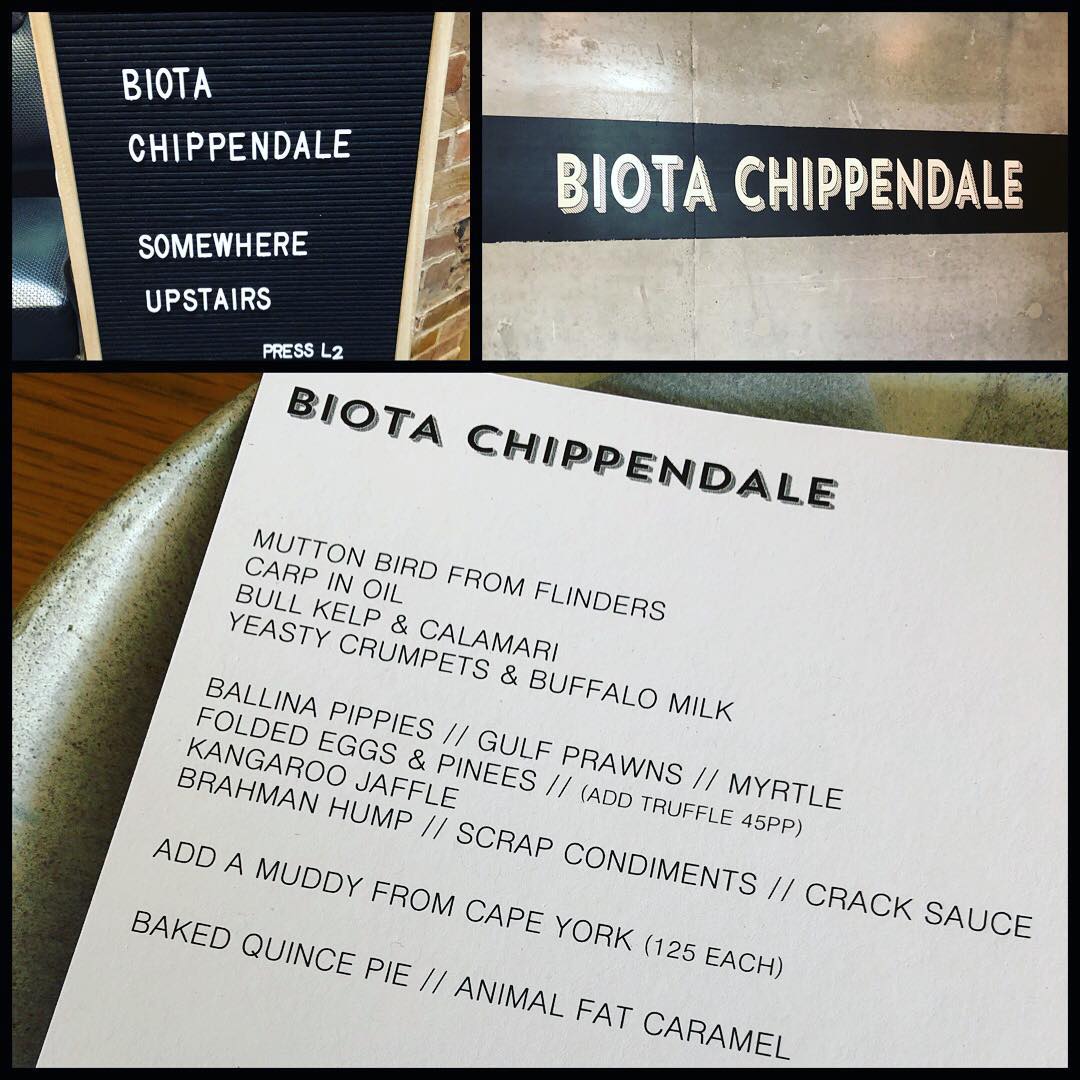 BIOTA
CHIPPENDALE
SOMEWHERE
UPSTAIRS
PRESS L2
BIOTA CHIPPENDALE
BIOTA CHIPPENDALE
MUTTON BIRD FROM FLINDERS
CARP IN OIL
BULL KELP & CALAMARI
YEASTY CRUMPETS & BUFFALO MILK
BALLINA PIPPIES // GULF PRAWNS // MYRTLE
FOLDED EGGS & PINEES // (ADD TRUFFLE 45PP)
KANGAROO JAFFLE
BRAHMAN HUMP // SCRAP CONDIMENTS // CRACK SAUCE
ADD A MUDDY FROM CAPE YORK (125 EACH)
BAKED QUINCE PIE // ANIMAL FAT CARAMEL